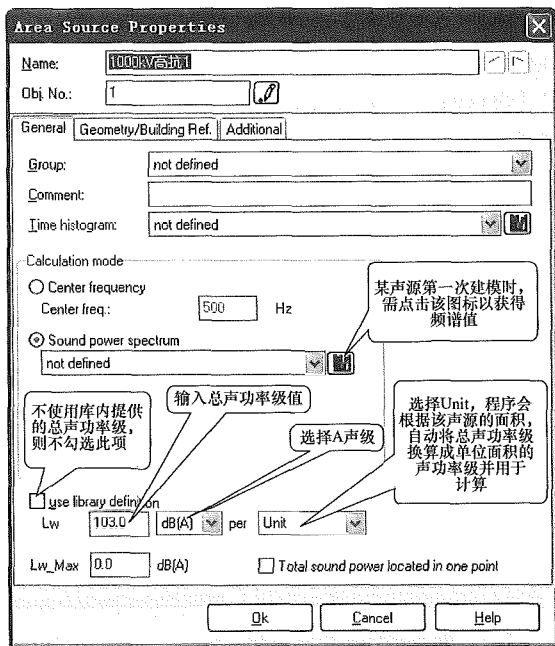 Area Source Properties
Name: 1000kV高抗1
Obj. No.: 1
General Geometry/Building Ref. Additional
Group: not defined
Comment:
Time histogram: not defined
Calculation mode
Center frequency
Center freq.: 500 Hz
Sound power spectrum
not defined
某声源第一次建模时,
需点击该图标以获得
频谱值
不使用库内提供
的总声功率级,
则不勾选此项
输入总声功率级值
选择A声级
选择Unit,程序会
根据该声源的面积,
自动将总声功率级
换算成单位面积的
声功率级并用于
计算
use library definition
Lw 103.0 dB(A) per Unit
Lw_Max 0.0 dB(A) Total sound power located in one point
Ok Cancel Help